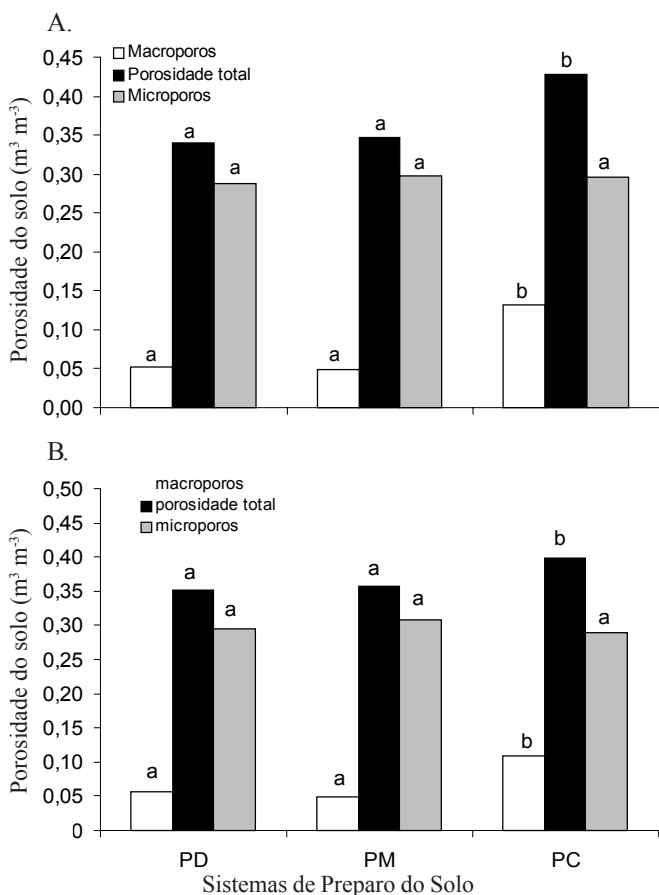 A.
Macroporos
Porosidade total
Microporos
Porosidade do solo (m³ m⁻³)
0,45
0,40
0,35
0,30
0,25
0,20
0,15
0,10
0,05
0,00
a
a
a
a
a
a
b
b
a
B.
macroporos
porosidade total
microporos
Porosidade do solo (m³ m⁻³)
0,50
0,45
0,40
0,35
0,30
0,25
0,20
0,15
0,10
0,05
0
a
a
a
a
a
a
b
b
a
PD PM PC
Sistemas de Preparo do Solo